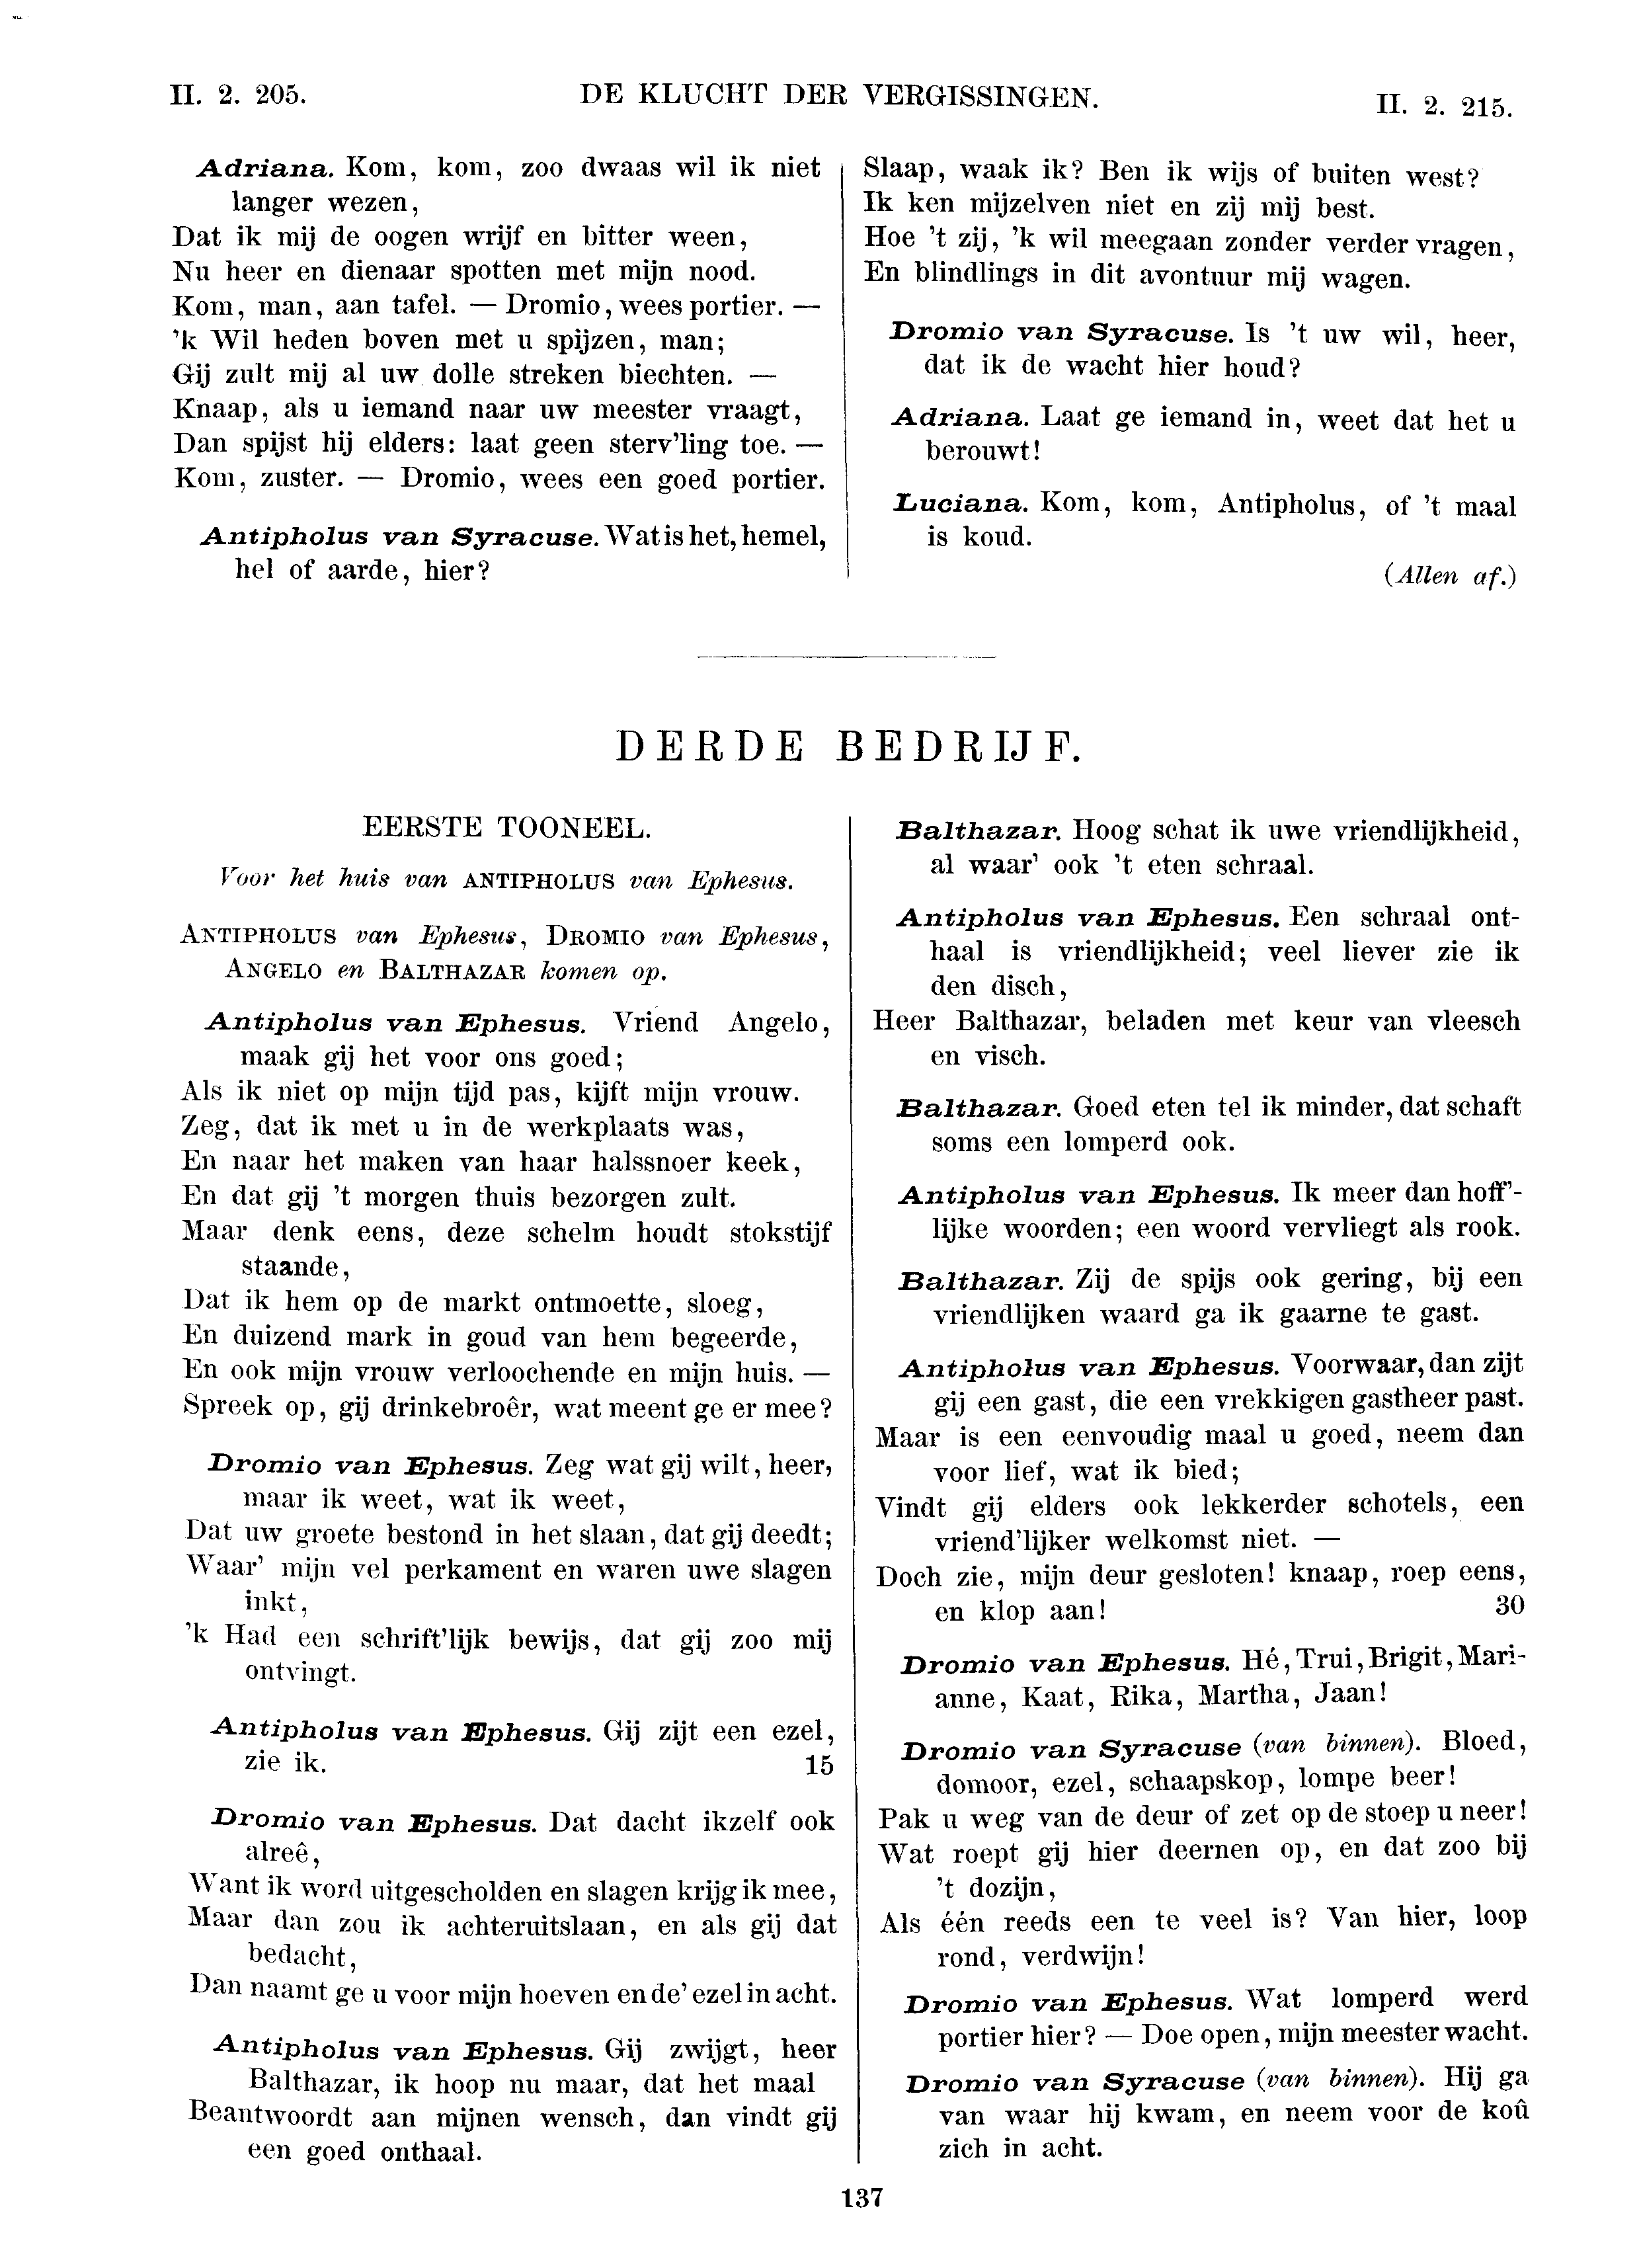 II. 2. 205. DE KLUCHT DER VERGISSINGEN. II. 2. 215.
Adriana. Kom, kom, zoo dwaas wil ik niet
langer wezen,
Dat ik mij de oogen wrijf en bitter ween,
Nu heer en dienaar spotten met mijn nood.
Kom, man, aan tafel. — Dromio, wees portier. —
'k Wil heden boven met u spijzen, man;
Gij zult mij al uw dolle streken biechten. —
Knaap, als u iemand naar uw meester vraagt,
Dan spijst hij elders: laat geen sterv'ling toe. —
Kom, zuster. — Dromio, wees een goed portier.
Antipholus van Syracuse. Wat is het, hemel,
hel of aarde, hier?
Slaap, waak ik? Ben ik wijs of buiten west?
Ik ken mijzelven niet en zij mij best.
Hoe 't zij, 'k wil meegaan zonder verder vragen,
En blindlings in dit avontuur mij wagen.
Dromio van Syracuse. Is 't uw wil, heer,
dat ik de wacht hier houd?
Adriana. Laat ge iemand in, weet dat het u
berouwt!
Luciana. Kom, kom, Antipholus, of 't maal
is koud.
(Allen af.)
DERDE BEDRIJF.
EERSTE TOONEEL.
Voor het huis van ANTIPHOLUS van Ephesus.
ANTIPHOLUS van Ephesus, DROMIO van Ephesus,
ANGELO en BALTHAZAR komen op.
Antipholus van Ephesus. Vriend Angelo,
maak gij het voor ons goed;
Als ik niet op mijn tijd pas, kijft mijn vrouw.
Zeg, dat ik met u in de werkplaats was,
En naar het maken van haar halssnoer keek,
En dat gij 't morgen thuis bezorgen zult.
Maar denk eens, deze schelm houdt stokstijf
staande,
Dat ik hem op de markt ontmoette, sloeg,
En duizend mark in goud van hem begeerde,
En ook mijn vrouw verloochende en mijn huis. —
Spreek op, gij drinkebroêr, wat meent ge er mee?
Dromio van Ephesus. Zeg wat gij wilt, heer,
maar ik weet, wat ik weet,
Dat uw groete bestond in het slaan, dat gij deedt;
Waar' mijn vel perkament en waren uwe slagen
inkt,
'k Had een schrift'lijk bewijs, dat gij zoo mij
ontvingt.
Antipholus van Ephesus. Gij zijt een ezel,
zie ik. 15
Dromio van Ephesus. Dat dacht ikzelf ook
alreê,
Want ik word uitgescholden en slagen krijg ik mee,
Maar dan zou ik achteruitslaan, en als gij dat
bedacht,
Dan naamt ge u voor mijn hoeven en de' ezel in acht.
Antipholus van Ephesus. Gij zwijgt, heer
Balthazar, ik hoop nu maar, dat het maal
Beantwoordt aan mijnen wensch, dan vindt gij
een goed onthaal.
Balthazar. Hoog schat ik uwe vriendlijkheid,
al waar' ook 't eten schraal.
Antipholus van Ephesus. Een schraal ont-
haal is vriendlijkheid; veel liever zie ik
den disch,
Heer Balthazar, beladen met keur van vleesch
en visch.
Balthazar. Goed eten tel ik minder, dat schaft
soms een lomperd ook.
Antipholus van Ephesus. Ik meer dan hoff'-
lijke woorden; een woord vervliegt als rook.
Balthazar. Zij de spijs ook gering, bij een
vriendlijken waard ga ik gaarne te gast.
Antipholus van Ephesus. Voorwaar, dan zijt
gij een gast, die een vrekkigen gastheer past.
Maar is een eenvoudig maal u goed, neem dan
voor lief, wat ik bied;
Vindt gij elders ook lekkerder schotels, een
vriend'lijker welkomst niet. —
Doch zie, mijn deur gesloten! knaap, roep eens,
en klop aan! 30
Dromio van Ephesus. Hé, Trui, Brigit, Mari-
anne, Kaat, Rika, Martha, Jaan!
Dromio van Syracuse (van binnen). Bloed,
domoor, ezel, schaapskop, lompe beer!
Pak u weg van de deur of zet op de stoep u neer!
Wat roept gij hier deernen op, en dat zoo bij
't dozijn,
Als één reeds een te veel is? Van hier, loop
rond, verdwijn!
Dromio van Ephesus. Wat lomperd werd
portier hier? — Doe open, mijn meester wacht.
Dromio van Syracuse (van binnen). Hij ga
van waar hij kwam, en neem voor de koû
zich in acht.
137